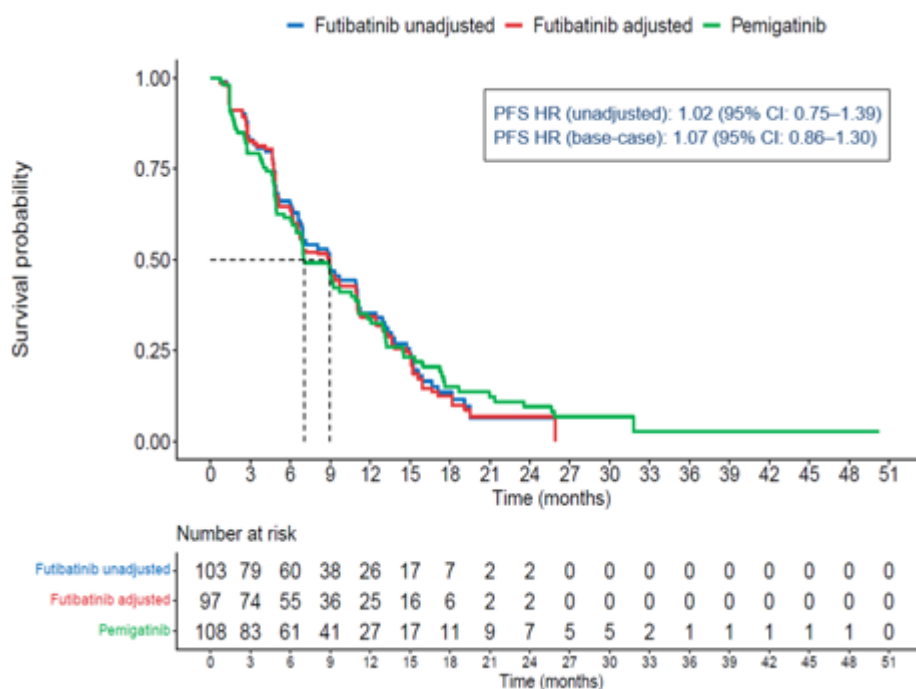 Futibatinib unadjusted Futibatinib adjusted Pemigatinib
PFS HR (unadjusted): 1.02 (95% CI: 0.75–1.39)
PFS HR (base-case): 1.07 (95% CI: 0.86–1.30)
Survival probability
1.00
0.75
0.50
0.25
0.00
0 3 6 9 12 15 18 21 24 27 30 33 36 39 42 45 48 51
Time (months)
Number at risk
Futibatinib unadjusted 103 79 60 38 26 17 7 2 2 0 0 0 0 0 0 0 0 0
Futibatinib adjusted 97 74 55 36 25 16 6 2 2 0 0 0 0 0 0 0 0 0
Pemigatinib 108 83 61 41 27 17 11 9 7 5 5 2 1 1 1 1 1 0
0 3 6 9 12 15 18 21 24 27 30 33 36 39 42 45 48 51
Time (months)